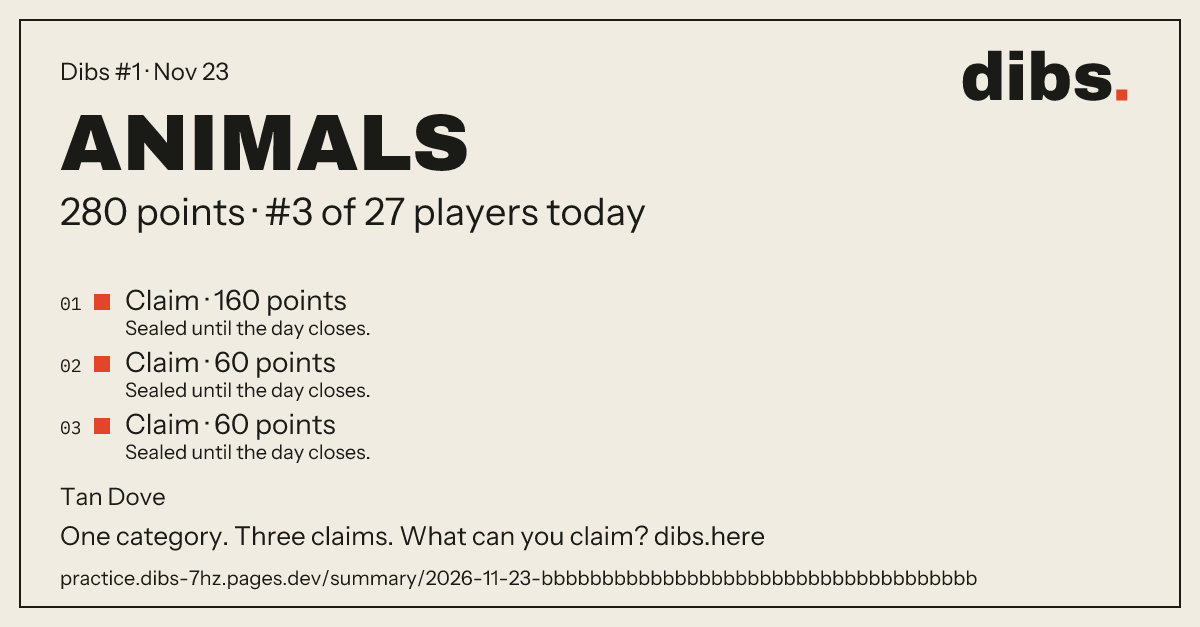 Dibs #1 · Nov 23
dibs.
ANIMALS
280 points · #3 of 27 players today
01 Claim · 160 points
Sealed until the day closes.
02 Claim · 60 points
Sealed until the day closes.
03 Claim · 60 points
Sealed until the day closes.
Tan Dove
One category. Three claims. What can you claim? dibs.here
practice.dibs-7hz.pages.dev/summary/2026-11-23-bbbbbbbbbbbbbbbbbbbbbbbbbbbbbbbbbbbb